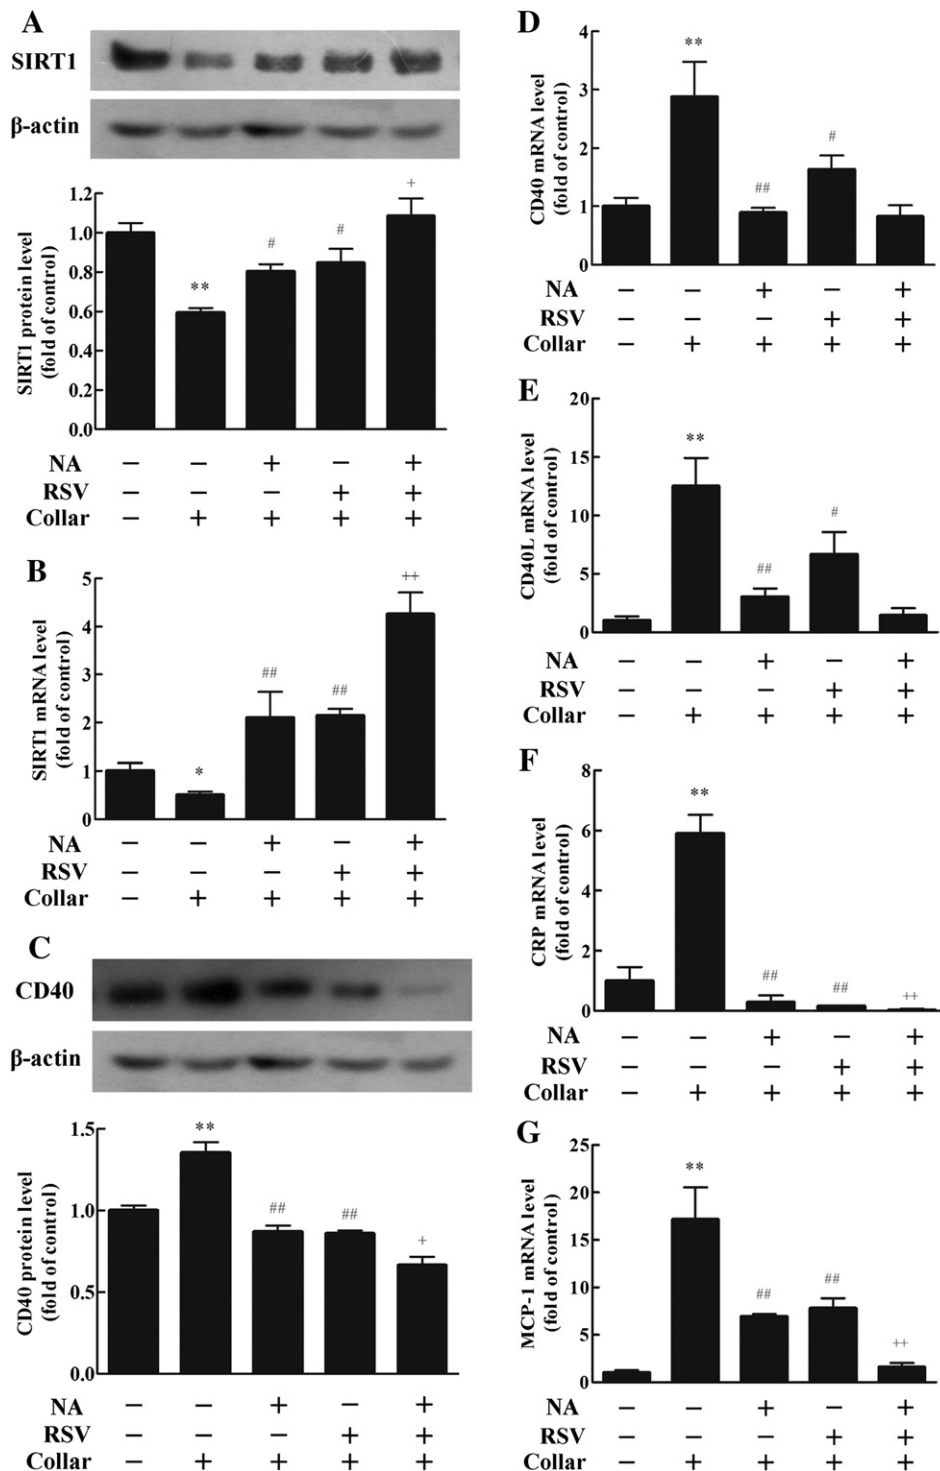 A
SIRT1
β-actin
SIRT1 protein level
(fold of control)
1.2
1.0
0.8
0.6
0.4
0.2
0.0
**
#
#
+
NA − − + − +
RSV − − − + +
Collar − + + + +
B
SIRT1 mRNA level
(fold of control)
5
4
3
2
1
0
*
##
##
++
NA − − + − +
RSV − − − + +
Collar − + + + +
C
CD40
β-actin
CD40 protein level
(fold of control)
1.5
1.0
0.5
0.0
**
##
##
+
NA − − + − +
RSV − − − + +
Collar − + + + +
D
CD40 mRNA level
(fold of control)
4
3
2
1
0
**
##
#
NA − − + − +
RSV − − − + +
Collar − + + + +
E
CD40L mRNA level
(fold of control)
20
15
10
5
0
**
##
#
NA − − + − +
RSV − − − + +
Collar − + + + +
F
CRP mRNA level
(fold of control)
8
6
4
2
0
**
##
##
++
NA − − + − +
RSV − − − + +
Collar − + + + +
G
MCP-1 mRNA level
(fold of control)
25
20
15
10
5
0
**
##
##
++
NA − − + − +
RSV − − − + +
Collar − + + + +